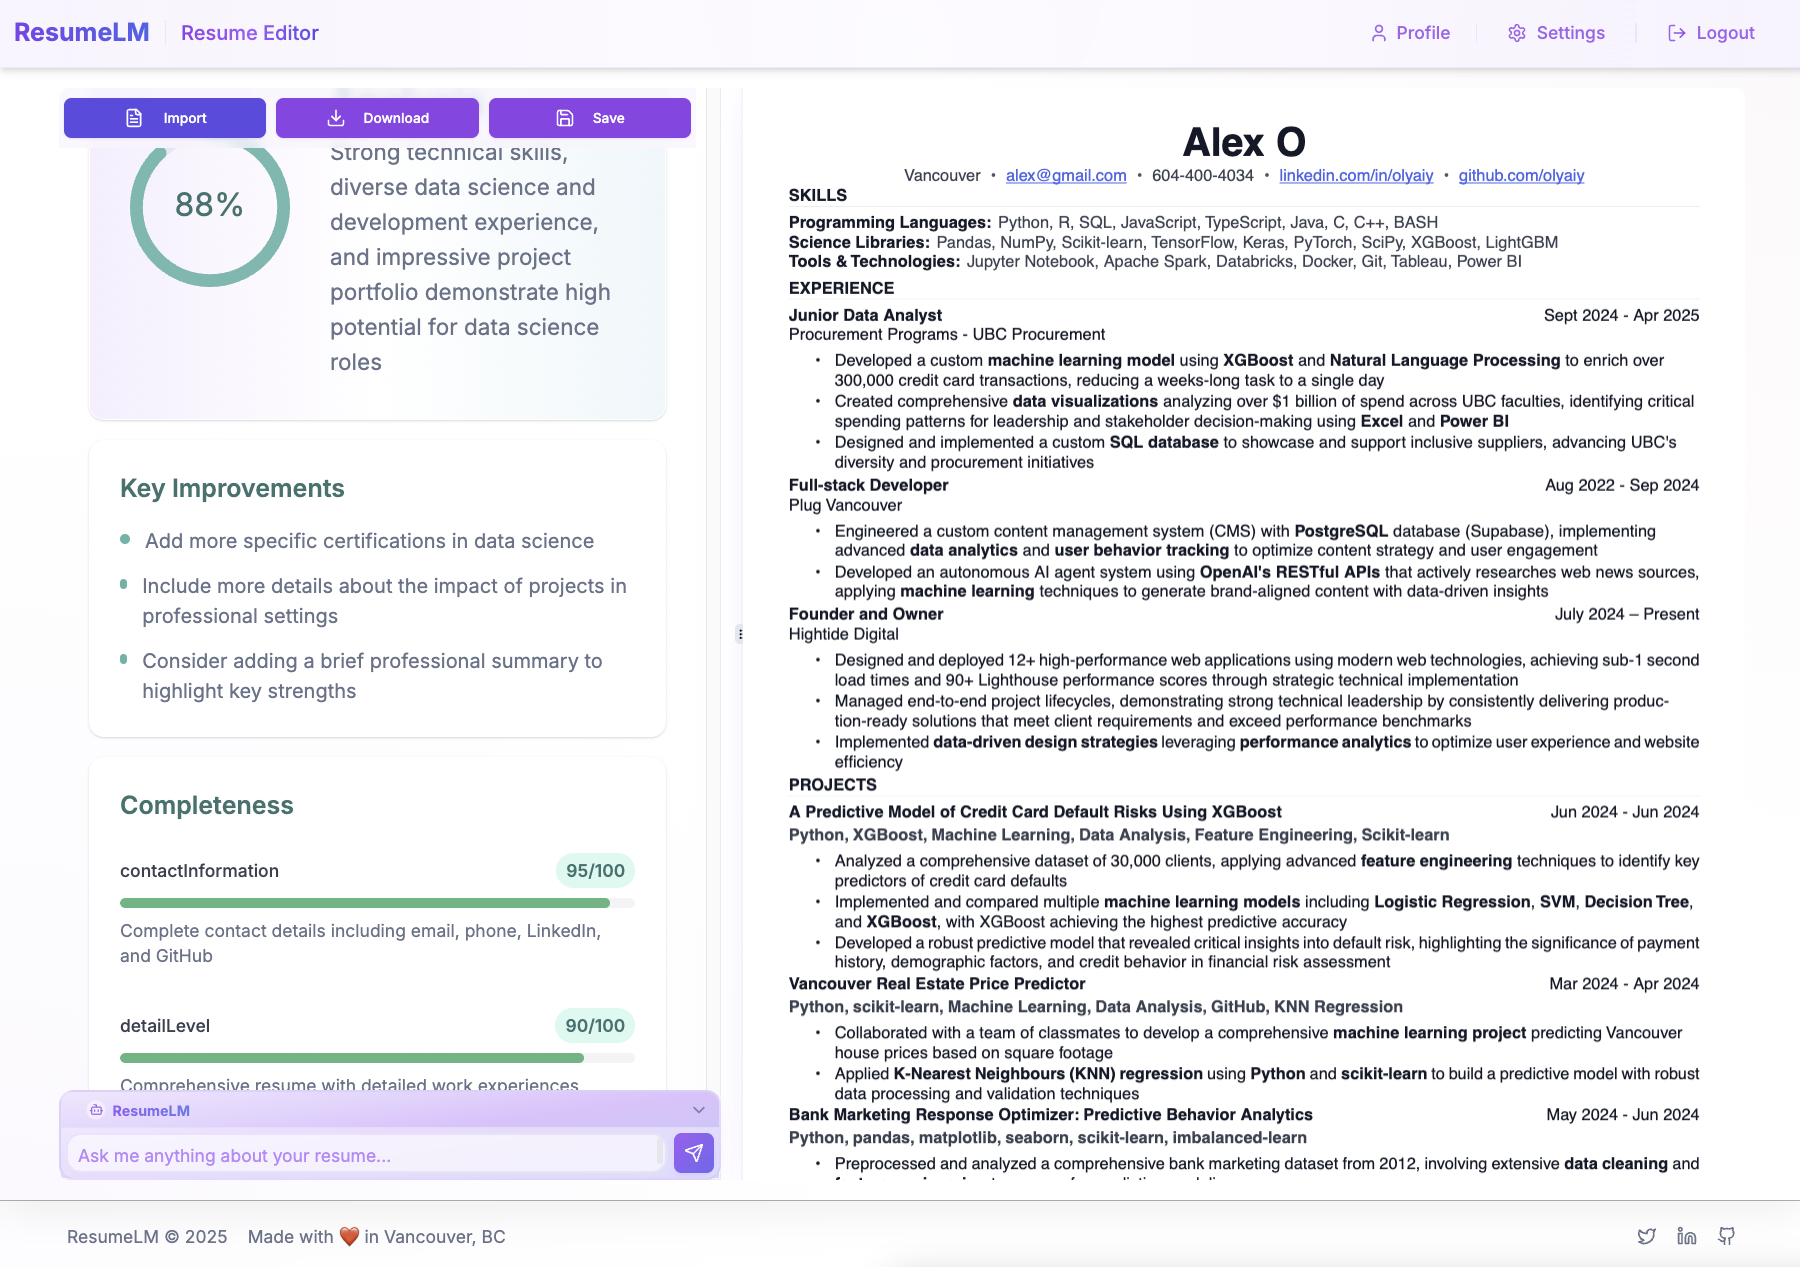 ResumeLM
Resume Editor
Profile
Settings
Logout
Import
Download
Save
88%
Strong technical skills,
diverse data science and
development experience,
and impressive project
portfolio demonstrate high
potential for data science
roles
Key Improvements
Add more specific certifications in data science
Include more details about the impact of projects in
professional settings
Consider adding a brief professional summary to
highlight key strengths
Completeness
contactInformation 95/100
Complete contact details including email, phone, LinkedIn,
and GitHub
detailLevel 90/100
Comprehensive resume with detailed work experiences
ResumeLM
Ask me anything about your resume...
Alex O
Vancouver • alex@gmail.com • 604-400-4034 • linkedin.com/in/olyaiy • github.com/olyaiy
SKILLS
Programming Languages: Python, R, SQL, JavaScript, TypeScript, Java, C, C++, BASH
Science Libraries: Pandas, NumPy, Scikit-learn, TensorFlow, Keras, PyTorch, SciPy, XGBoost, LightGBM
Tools & Technologies: Jupyter Notebook, Apache Spark, Databricks, Docker, Git, Tableau, Power BI
EXPERIENCE
Junior Data Analyst Sept 2024 - Apr 2025
Procurement Programs - UBC Procurement
• Developed a custom machine learning model using XGBoost and Natural Language Processing to enrich over
300,000 credit card transactions, reducing a weeks-long task to a single day
• Created comprehensive data visualizations analyzing over $1 billion of spend across UBC faculties, identifying critical
spending patterns for leadership and stakeholder decision-making using Excel and Power BI
• Designed and implemented a custom SQL database to showcase and support inclusive suppliers, advancing UBC's
diversity and procurement initiatives
Full-stack Developer Aug 2022 - Sep 2024
Plug Vancouver
• Engineered a custom content management system (CMS) with PostgreSQL database (Supabase), implementing
advanced data analytics and user behavior tracking to optimize content strategy and user engagement
• Developed an autonomous AI agent system using OpenAI's RESTful APIs that actively researches web news sources,
applying machine learning techniques to generate brand-aligned content with data-driven insights
Founder and Owner July 2024 – Present
Hightide Digital
• Designed and deployed 12+ high-performance web applications using modern web technologies, achieving sub-1 second
load times and 90+ Lighthouse performance scores through strategic technical implementation
• Managed end-to-end project lifecycles, demonstrating strong technical leadership by consistently delivering produc-
tion-ready solutions that meet client requirements and exceed performance benchmarks
• Implemented data-driven design strategies leveraging performance analytics to optimize user experience and website
efficiency
PROJECTS
A Predictive Model of Credit Card Default Risks Using XGBoost Jun 2024 - Jun 2024
Python, XGBoost, Machine Learning, Data Analysis, Feature Engineering, Scikit-learn
• Analyzed a comprehensive dataset of 30,000 clients, applying advanced feature engineering techniques to identify key
predictors of credit card defaults
• Implemented and compared multiple machine learning models including Logistic Regression, SVM, Decision Tree,
and XGBoost, with XGBoost achieving the highest predictive accuracy
• Developed a robust predictive model that revealed critical insights into default risk, highlighting the significance of payment
history, demographic factors, and credit behavior in financial risk assessment
Vancouver Real Estate Price Predictor Mar 2024 - Apr 2024
Python, scikit-learn, Machine Learning, Data Analysis, GitHub, KNN Regression
• Collaborated with a team of classmates to develop a comprehensive machine learning project predicting Vancouver
house prices based on square footage
• Applied K-Nearest Neighbours (KNN) regression using Python and scikit-learn to build a predictive model with robust
data processing and validation techniques
Bank Marketing Response Optimizer: Predictive Behavior Analytics May 2024 - Jun 2024
Python, pandas, matplotlib, seaborn, scikit-learn, imbalanced-learn
• Preprocessed and analyzed a comprehensive bank marketing dataset from 2012, involving extensive data cleaning and
ResumeLM © 2025
Made with ❤️ in Vancouver, BC